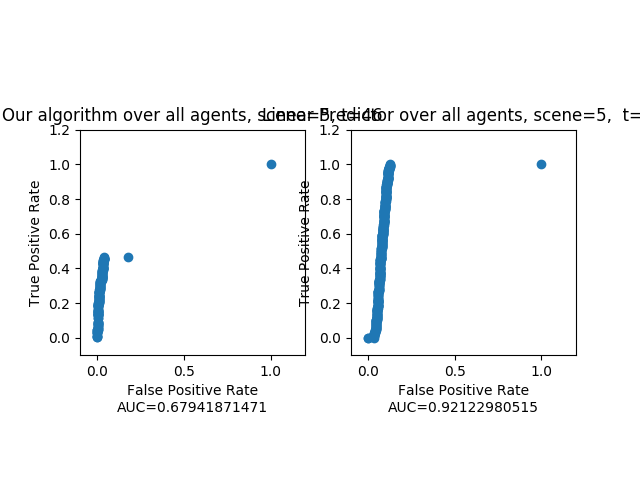 Our algorithm over all agents, scene=5, t=46
Linear Predictor over all agents, scene=5, t=
1.2
1.0
0.8
0.6
0.4
0.2
0.0
True Positive Rate
0.0 0.5 1.0
False Positive Rate
AUC=0.67941871471
1.2
1.0
0.8
0.6
0.4
0.2
0.0
True Positive Rate
0.0 0.5 1.0
False Positive Rate
AUC=0.92122980515